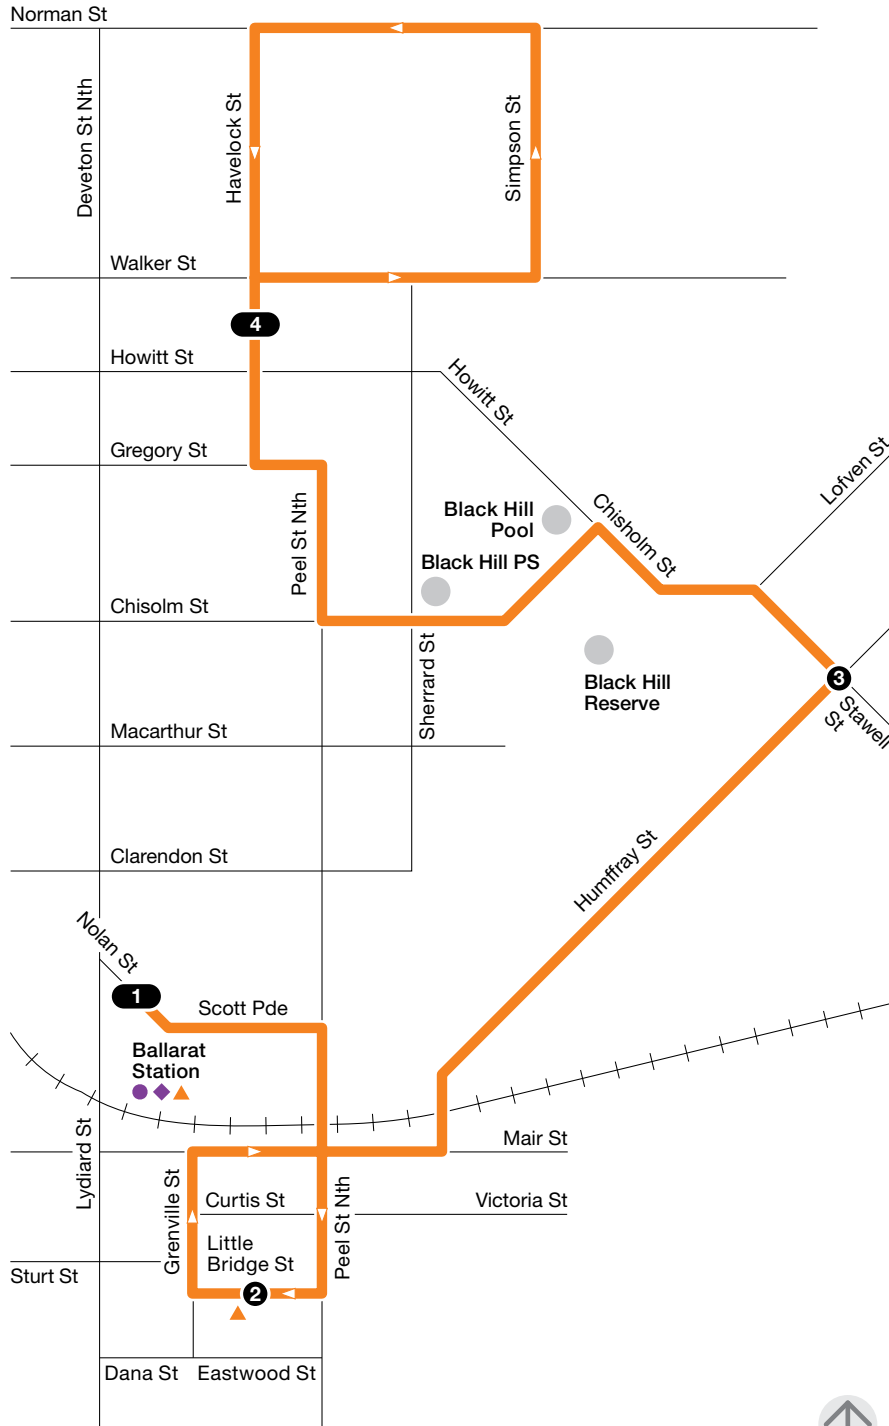 Norman St
Deveton St Nth
Havelock St
Simpson St
Walker St
4
Howitt St
Howitt St
Gregory St
Lofven St
Peel St Nth
Black Hill
Pool
Chisholm St
Black Hill PS
Chisolm St
Sherrard St
Black Hill
Reserve
3
Stawell
St
Macarthur St
Humffray St
Clarendon St
Nolan St
1
Scott Pde
Ballarat
Station
Lydiard St
Mair St
Grenville St
Curtis St
Peel St Nth
Victoria St
Little
Bridge St
Sturt St
2
Dana St
Eastwood St